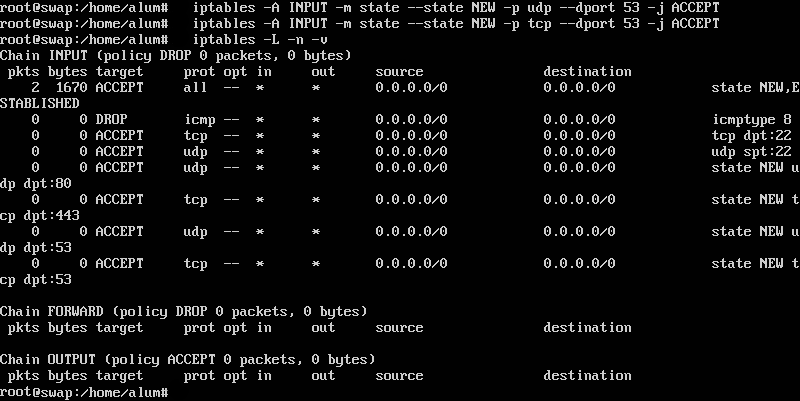 root@swap:/home/alum#   iptables -A INPUT -m state --state NEW -p udp --dport 53 -j ACCEPT
root@swap:/home/alum#   iptables -A INPUT -m state --state NEW -p tcp --dport 53 -j ACCEPT
root@swap:/home/alum#   iptables -L -n -v
Chain INPUT (policy DROP 0 packets, 0 bytes)
 pkts bytes target     prot opt in     out     source               destination
    2  1670 ACCEPT     all  --  *      *       0.0.0.0/0            0.0.0.0/0            state NEW,E
STABLISHED
    0     0 DROP       icmp --  *      *       0.0.0.0/0            0.0.0.0/0            icmptype 8
    0     0 ACCEPT     tcp  --  *      *       0.0.0.0/0            0.0.0.0/0            tcp dpt:22
    0     0 ACCEPT     udp  --  *      *       0.0.0.0/0            0.0.0.0/0            udp spt:22
    0     0 ACCEPT     udp  --  *      *       0.0.0.0/0            0.0.0.0/0            state NEW u
dp dpt:80
    0     0 ACCEPT     tcp  --  *      *       0.0.0.0/0            0.0.0.0/0            state NEW t
cp dpt:443
    0     0 ACCEPT     udp  --  *      *       0.0.0.0/0            0.0.0.0/0            state NEW u
dp dpt:53
    0     0 ACCEPT     tcp  --  *      *       0.0.0.0/0            0.0.0.0/0            state NEW t
cp dpt:53
Chain FORWARD (policy DROP 0 packets, 0 bytes)
 pkts bytes target     prot opt in     out     source               destination
Chain OUTPUT (policy ACCEPT 0 packets, 0 bytes)
 pkts bytes target     prot opt in     out     source               destination
root@swap:/home/alum#